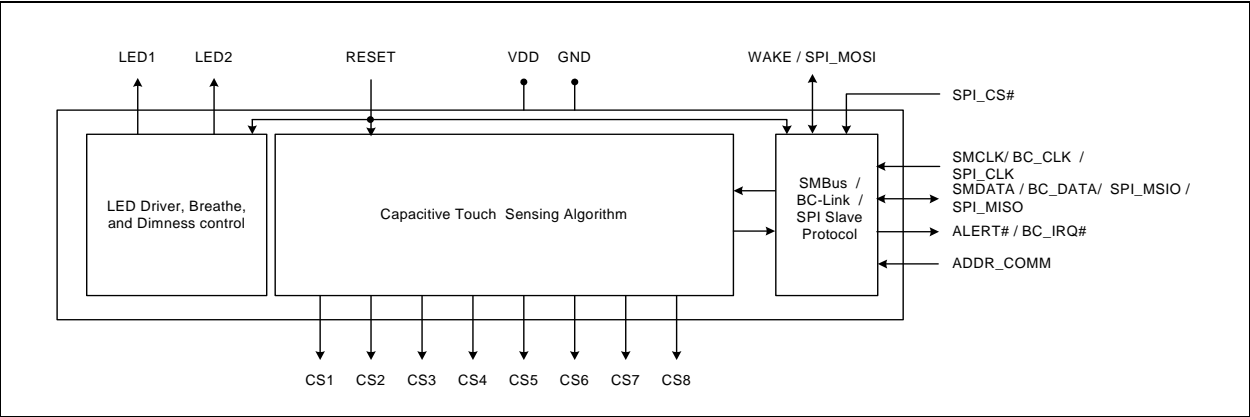 LED1 LED2 RESET VDD GND WAKE / SPI_MOSI
SPI_CS#
SMCLK/ BC_CLK /
SPI_CLK
SMDATA / BC_DATA/ SPI_MSIO /
SPI_MISO
ALERT# / BC_IRQ#
ADDR_COMM
LED Driver, Breathe,
and Dimness control
Capacitive Touch Sensing Algorithm
SMBus /
BC-Link /
SPI Slave
Protocol
CS1 CS2 CS3 CS4 CS5 CS6 CS7 CS8